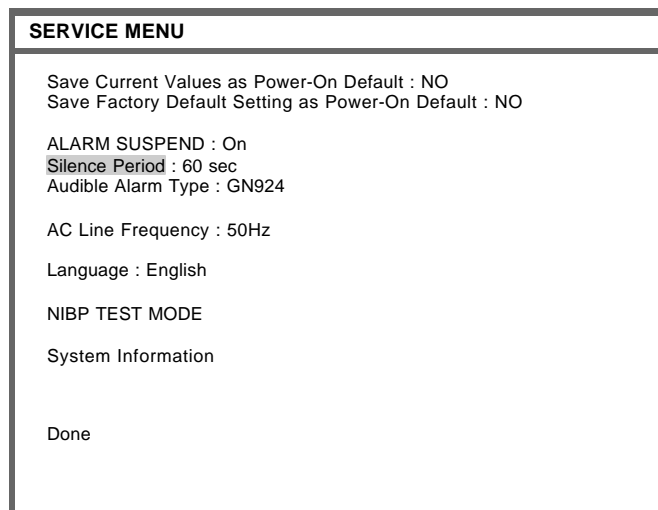 SERVICE MENU
Save Current Values as Power-On Default : NO
Save Factory Default Setting as Power-On Default : NO
ALARM SUSPEND : On
Silence Period : 60 sec
Audible Alarm Type : GN924
AC Line Frequency : 50Hz
Language : English
NIBP TEST MODE
System Information
Done